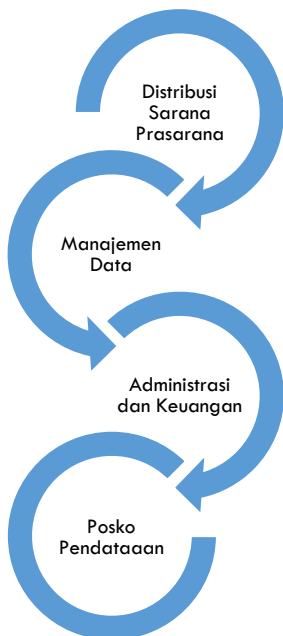 Distribusi
Sarana
Prasarana
Manajemen
Data
Administrasi
dan Keuangan
Posko
Pendataaan